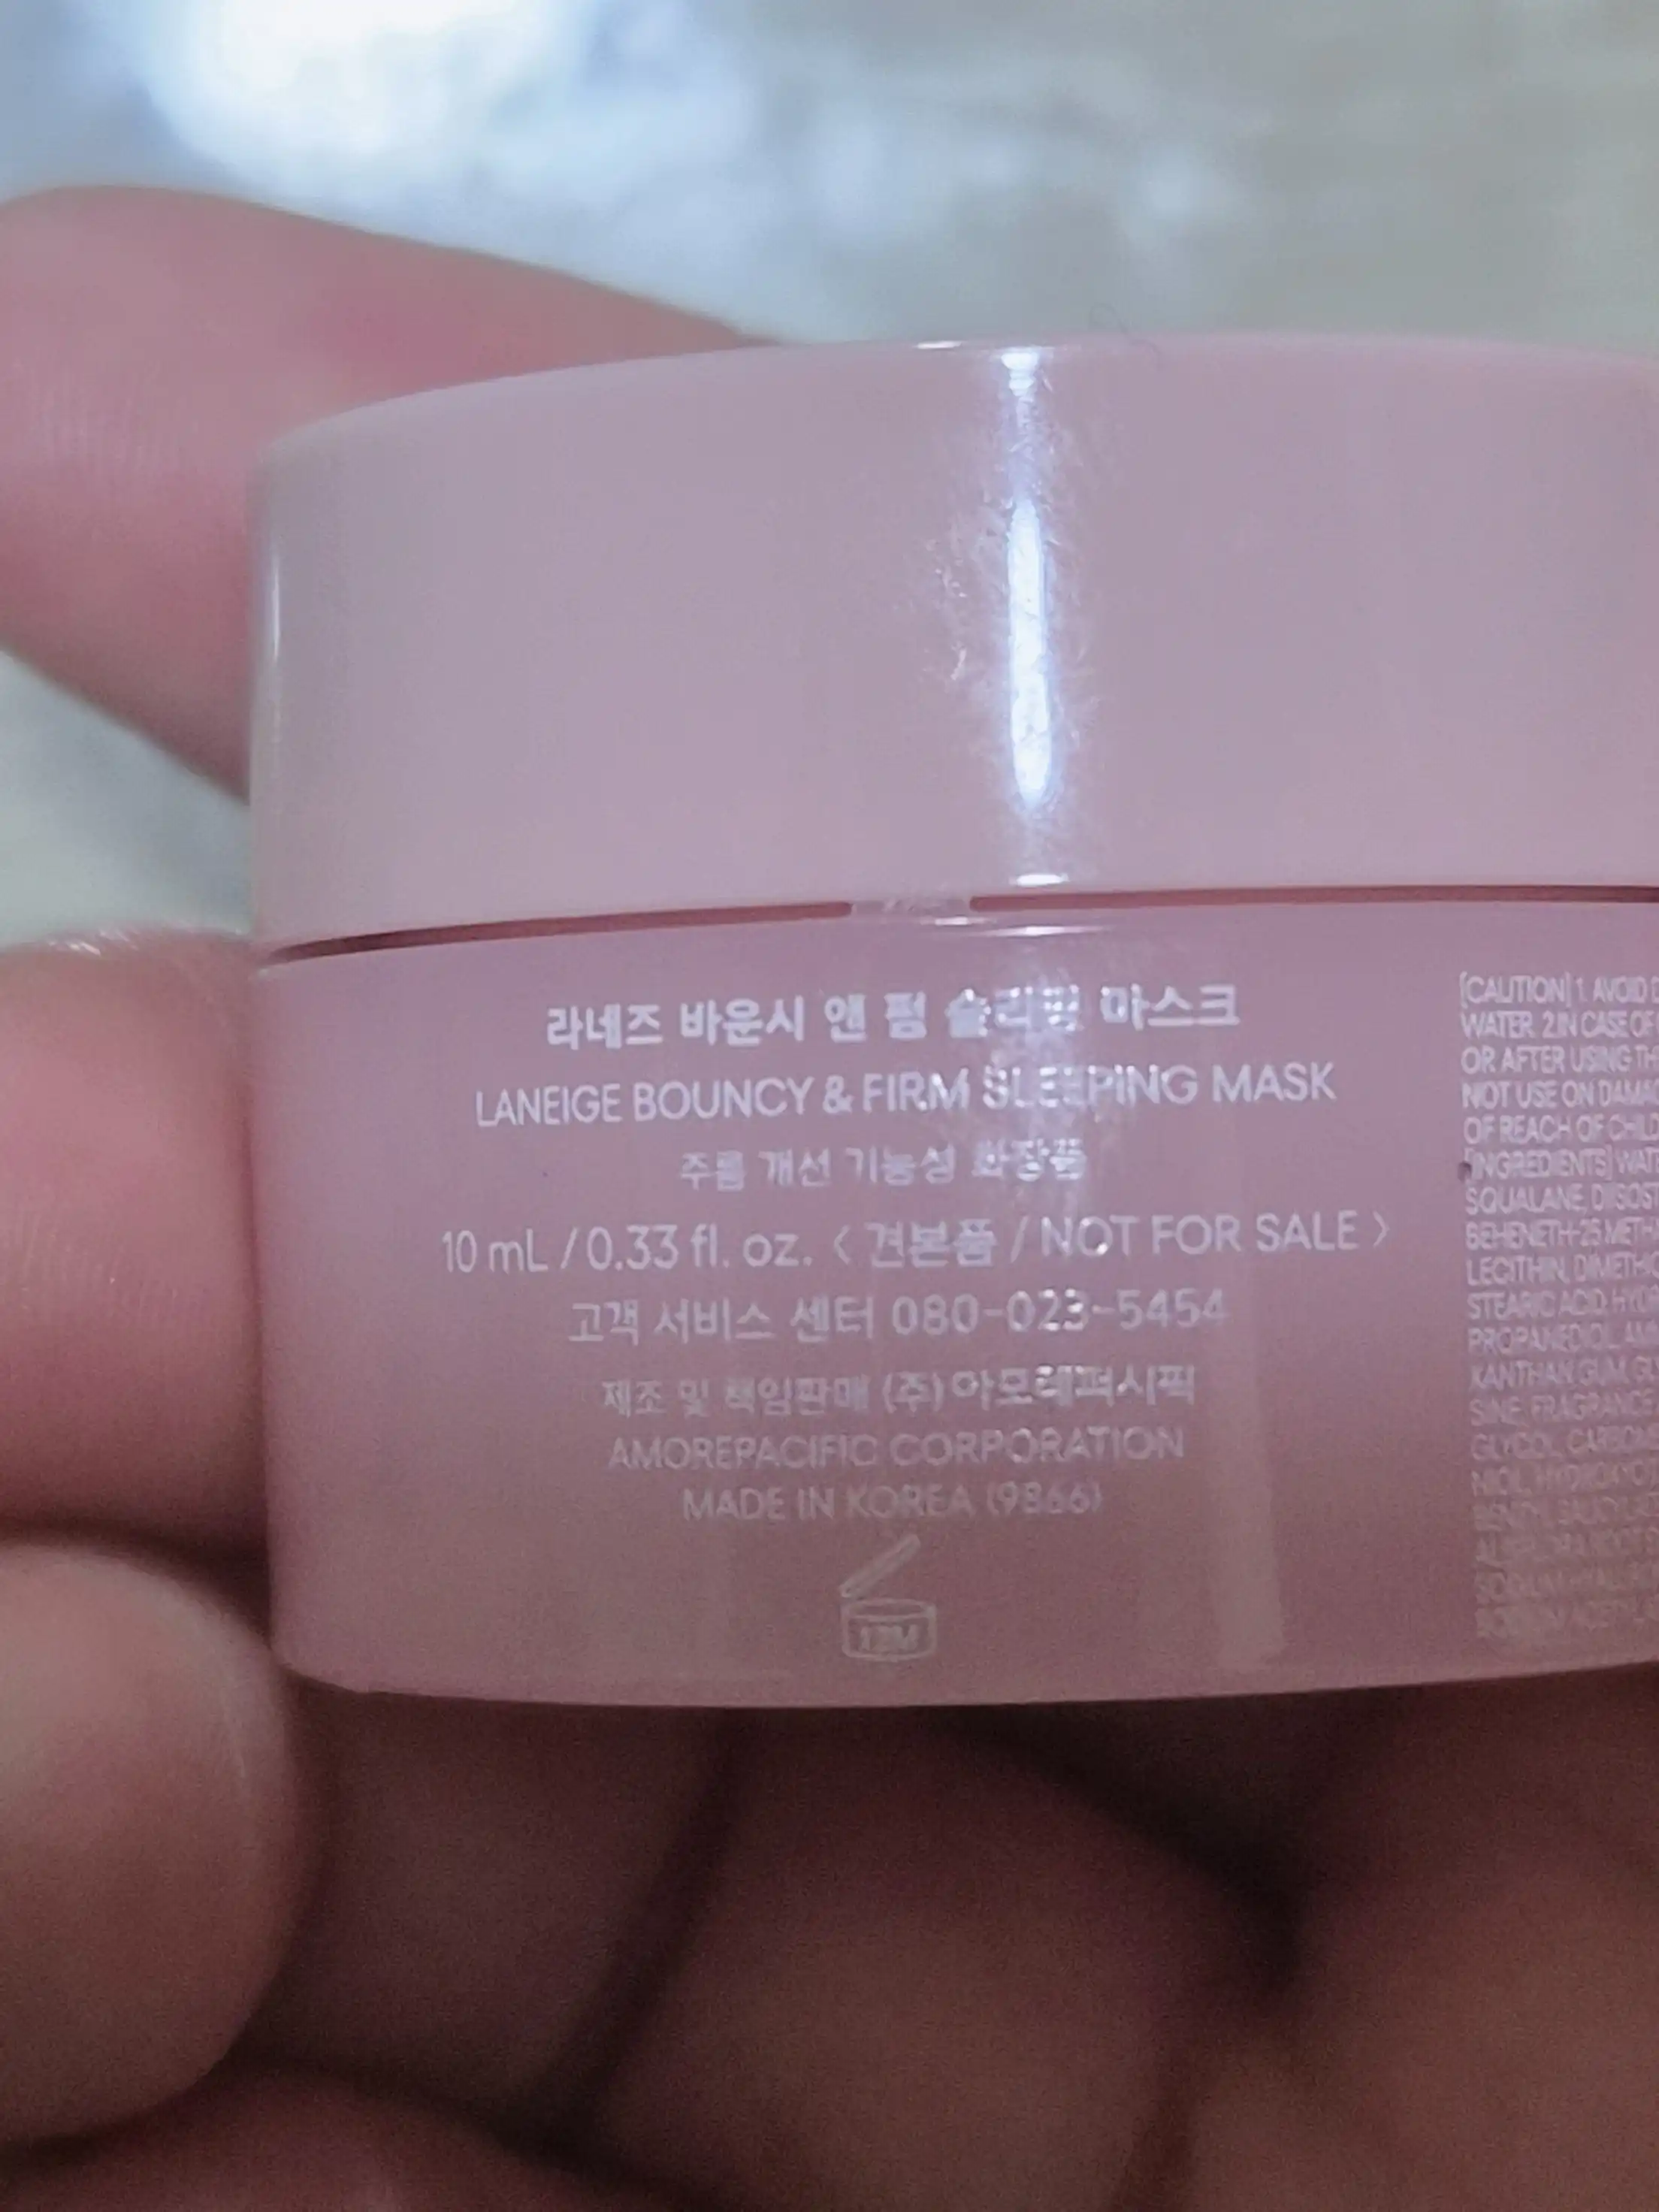 라네즈 바운시 앤 펌 슬리핑 마스크
LANEIGE BOUNCY & FIRM SLEEPING MASK
주름 개선 기능성 화장품
10 mL / 0.33 fl. oz. < 견본품 / NOT FOR SALE >
고객 서비스 센터 080-023-5454
제조 및 책임판매 (주)아모레퍼시픽
AMOREPACIFIC CORPORATION
MADE IN KOREA (9866)
12M
[CAUTION] 1. AVOID
WATER. 2.IN CASE OF
OR AFTER USING
NOT USE ON
OF REACH OF
[INGREDIENTS]
SQUALANE,
BEHENETH-25
LECITHIN,
STEARIC ACID,
PROPANEDIOL,
XANTHAN GUM,
FRAGRANCE
GLYCOL,